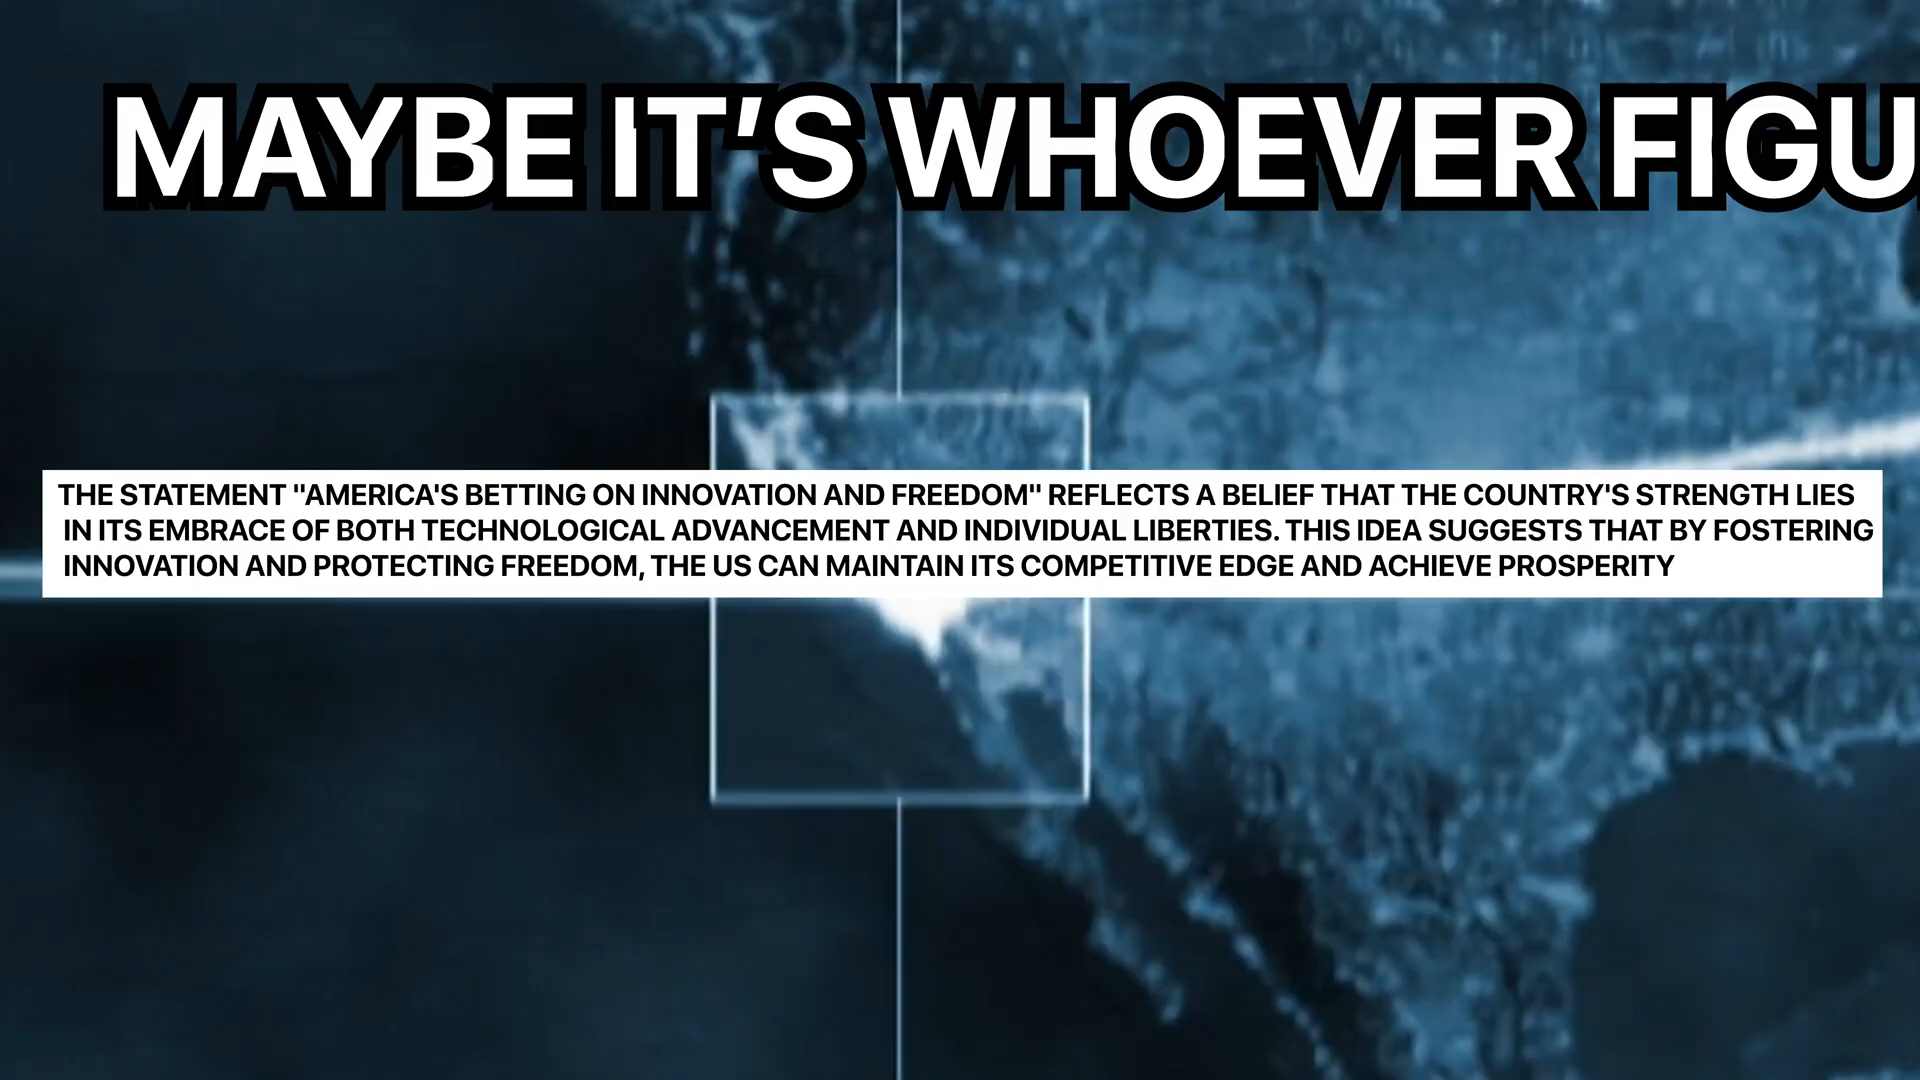 MAYBE IT’S WHOEVER
THE STATEMENT "AMERICA'S BETTING ON INNOVATION AND FREEDOM" REFLECTS A BELIEF THAT THE COUNTRY'S STRENGTH LIES
IN ITS EMBRACE OF BOTH TECHNOLOGICAL ADVANCEMENT AND INDIVIDUAL LIBERTIES. THIS IDEA SUGGESTS THAT BY FOSTERING
INNOVATION AND PROTECTING FREEDOM, THE US CAN MAINTAIN ITS COMPETITIVE EDGE AND ACHIEVE PROSPERITY